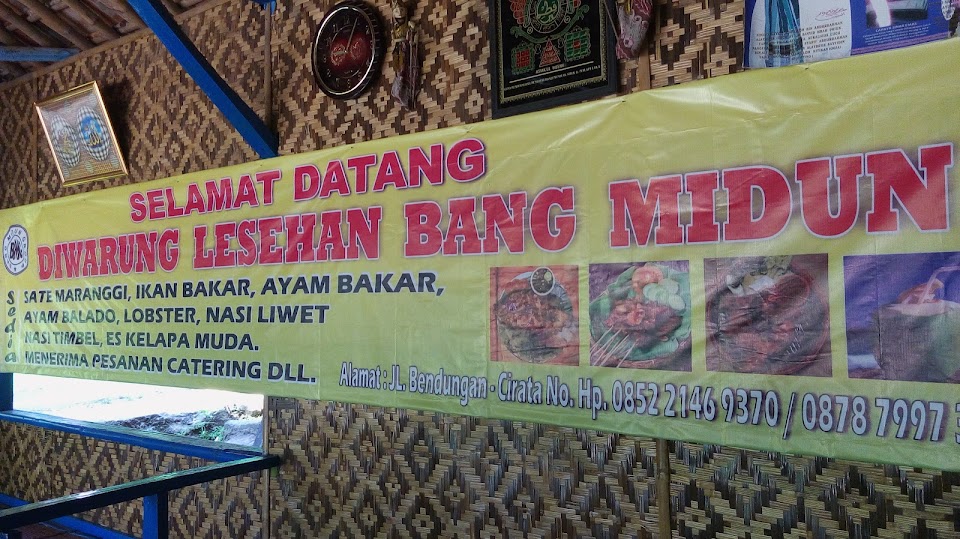 SELAMAT DATANG
DIWARUNG LESEHAN BANG MIDUN
Sedia
SATE MARANGGI, IKAN BAKAR, AYAM BAKAR,
AYAM BALADO, LOBSTER, NASI LIWET
NASI TIMBEL, ES KELAPA MUDA.
MENERIMA PESANAN CATERING DLL.
Alamat : JL. Bendungan - Cirata No. Hp. 0852 2146 9370 / 0878 7997